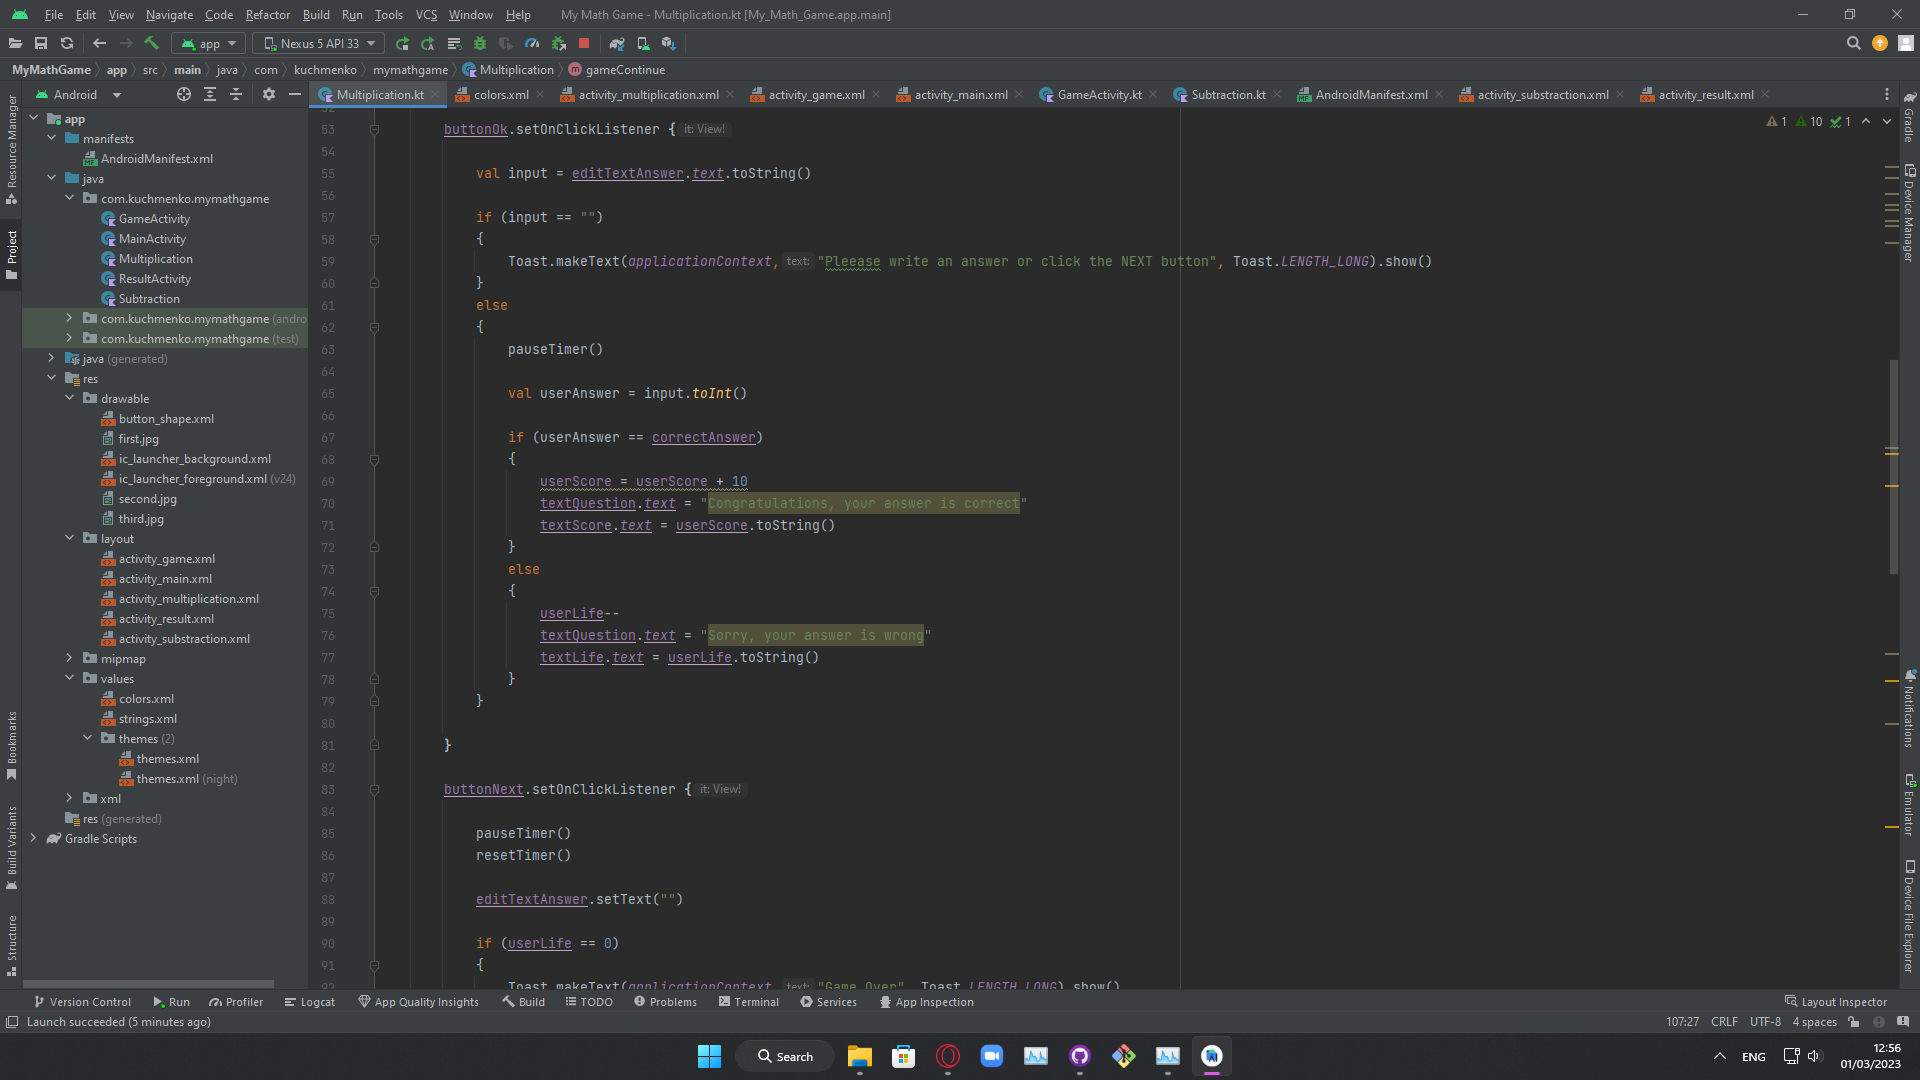 File Edit View Navigate Code Refactor Build Run Tools VCS Window Help My Math Game - Multiplication.kt [My_Math_Game.app.main]
app Nexus 5 API 33
MyMathGame app src main java com kuchmenko mymathgame Multiplication gameContinue
Android
Multiplication.kt colors.xml activity_multiplication.xml activity_game.xml activity_main.xml GameActivity.kt Subtraction.kt AndroidManifest.xml activity_substraction.xml activity_result.xml
Resource Manager
Project
Bookmarks
Build Variants
Structure
app
manifests
AndroidManifest.xml
java
com.kuchmenko.mymathgame
GameActivity
MainActivity
Multiplication
ResultActivity
Subtraction
com.kuchmenko.mymathgame (andro
com.kuchmenko.mymathgame (test)
java (generated)
res
drawable
button_shape.xml
first.jpg
ic_launcher_background.xml
ic_launcher_foreground.xml (v24)
second.jpg
third.jpg
layout
activity_game.xml
activity_main.xml
activity_multiplication.xml
activity_result.xml
activity_substraction.xml
mipmap
values
colors.xml
strings.xml
themes (2)
themes.xml
themes.xml (night)
xml
res (generated)
Gradle Scripts
1 10 1
53 buttonOk.setOnClickListener { it: View!
54
55 val input = editTextAnswer.text.toString()
56
57 if (input == "")
58 {
59 Toast.makeText(applicationContext, text: "Pleease write an answer or click the NEXT button", Toast.LENGTH_LONG).show()
60 }
61 else
62 {
63 pauseTimer()
64
65 val userAnswer = input.toInt()
66
67 if (userAnswer == correctAnswer)
68 {
69 userScore = userScore + 10
70 textQuestion.text = "Congratulations, your answer is correct"
71 textScore.text = userScore.toString()
72 }
73 else
74 {
75 userLife--
76 textQuestion.text = "Sorry, your answer is wrong"
77 textLife.text = userLife.toString()
78 }
79 }
80
81 }
82
83 buttonNext.setOnClickListener { it: View!
84
85 pauseTimer()
86 resetTimer()
87
88 editTextAnswer.setText("")
89
90 if (userLife == 0)
91 {
92 Toast.makeText(applicationContext, text: "Game Over", Toast.LENGTH_LONG).show()
Gradle
Device Manager
Notifications
Emulator
Device File Explorer
Version Control Run Profiler Logcat App Quality Insights Build TODO Problems Terminal Services App Inspection Layout Inspector
Launch succeeded (5 minutes ago) 107:27 CRLF UTF-8 4 spaces
Search ENG 12:56
01/03/2023